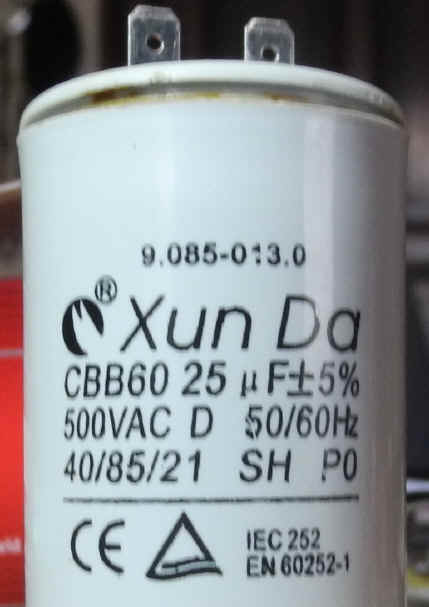 9.085-013.0
® Xun Da
CBB60 25 µF±5%
500VAC D 50/60Hz
40/85/21 SH P0
CE IEC 252
EN 60252-1